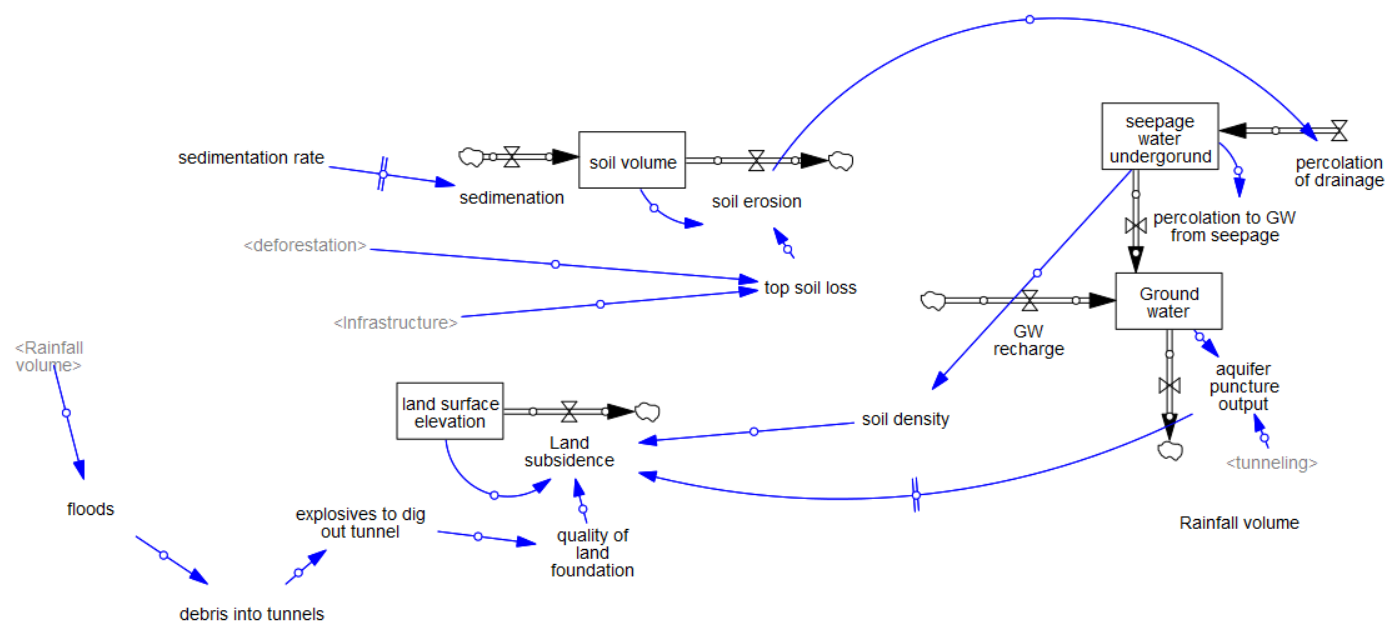 seepage
water
undergorund
sedimentation rate
soil volume
percolation
of drainage
sedimenation
soil erosion
percolation to GW
from seepage
<deforestation>
top soil loss
Ground
water
<Infrastructure>
GW
recharge
<Rainfall
volume>
aquifer
puncture
output
land surface
elevation
soil density
Land
subsidence
<tunneling>
floods
explosives to dig
out tunnel
Rainfall volume
quality of
land
foundation
debris into tunnels